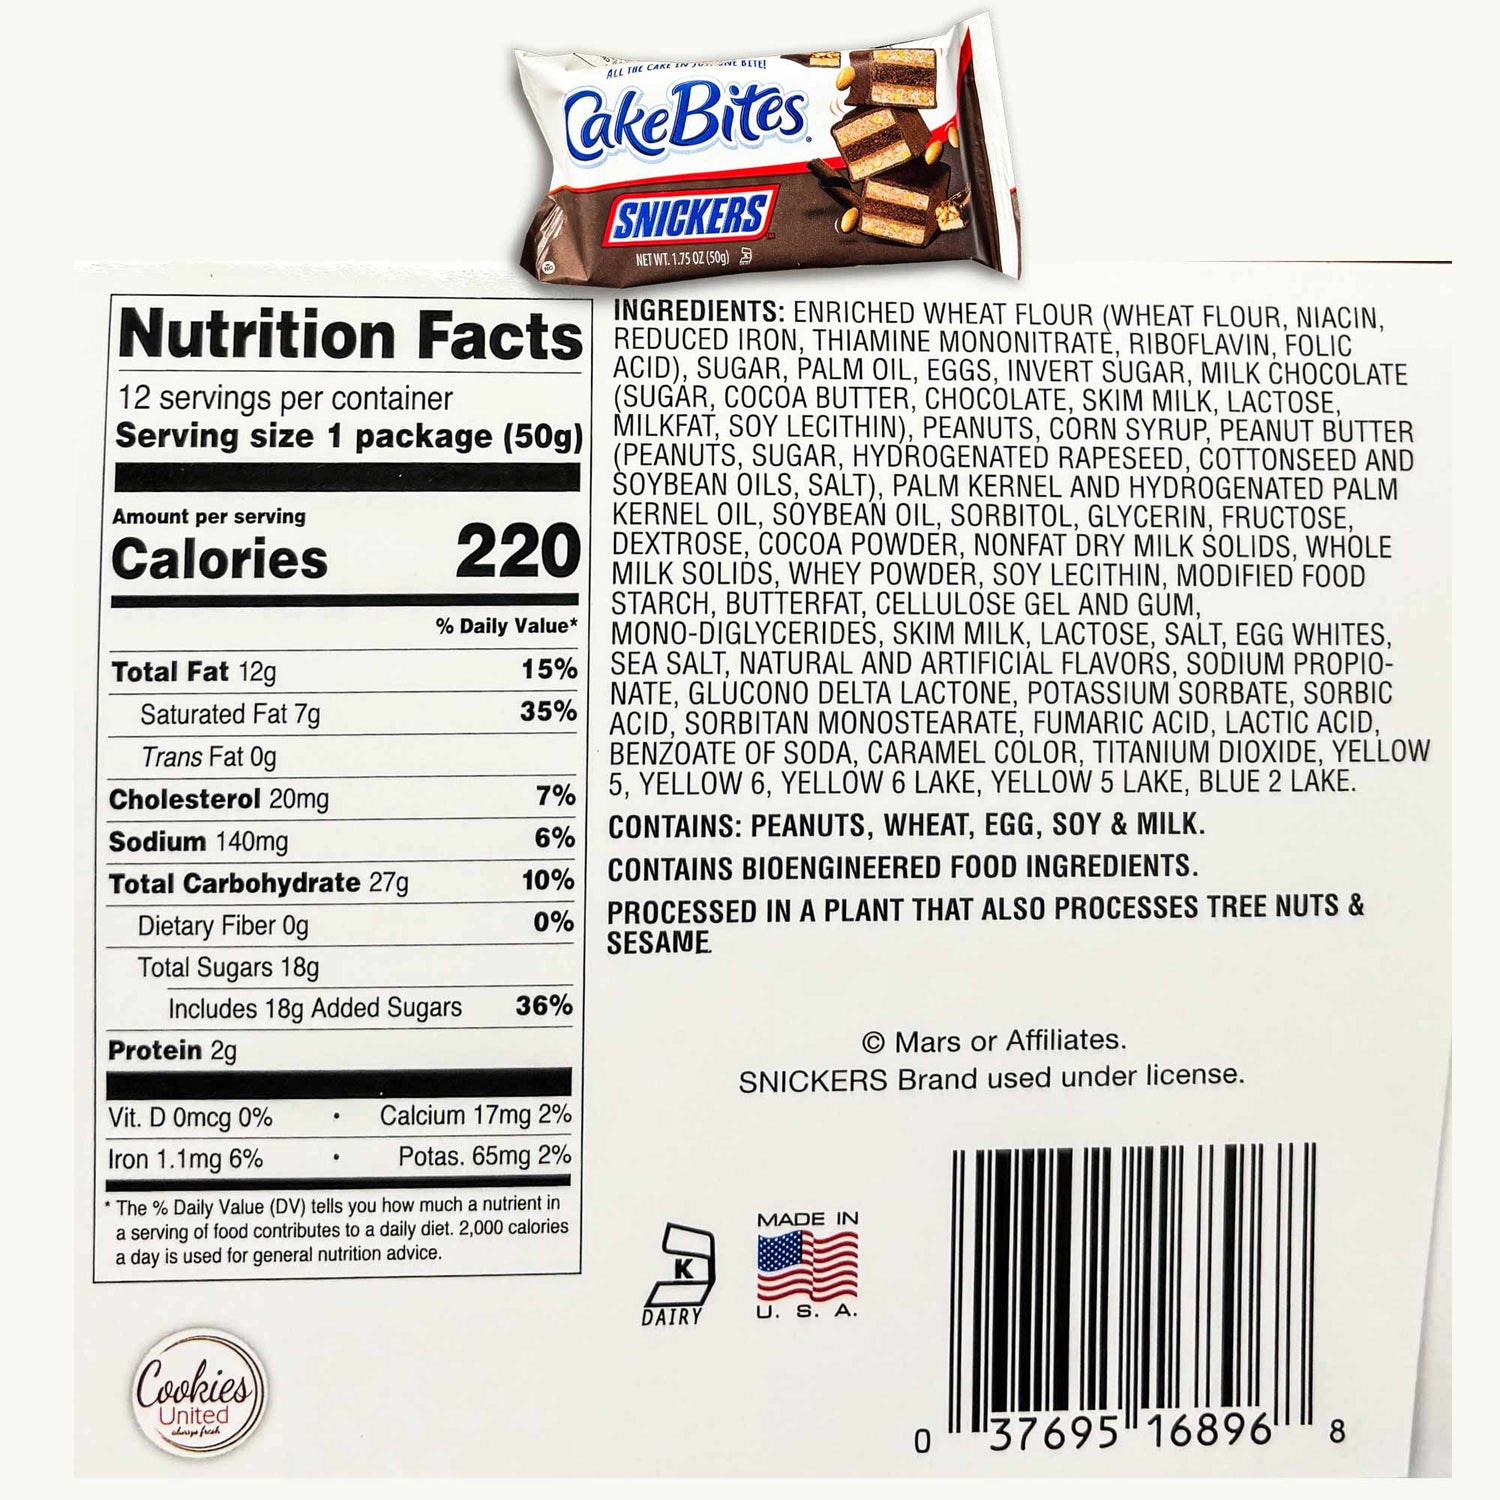 ALL THE CAKE IN JUST ONE BITE!
CakeBites®
SNICKERS™
NET WT. 1.75 OZ (50g)
Nutrition Facts
12 servings per container
Serving size 1 package (50g)
Amount per serving
Calories 220
% Daily Value*
Total Fat 12g 15%
Saturated Fat 7g 35%
Trans Fat 0g
Cholesterol 20mg 7%
Sodium 140mg 6%
Total Carbohydrate 27g 10%
Dietary Fiber 0g 0%
Total Sugars 18g
Includes 18g Added Sugars 36%
Protein 2g
Vit. D 0mcg 0% • Calcium 17mg 2%
Iron 1.1mg 6% • Potas. 65mg 2%
* The % Daily Value (DV) tells you how much a nutrient in
a serving of food contributes to a daily diet. 2,000 calories
a day is used for general nutrition advice.
INGREDIENTS: ENRICHED WHEAT FLOUR (WHEAT FLOUR, NIACIN,
REDUCED IRON, THIAMINE MONONITRATE, RIBOFLAVIN, FOLIC
ACID), SUGAR, PALM OIL, EGGS, INVERT SUGAR, MILK CHOCOLATE
(SUGAR, COCOA BUTTER, CHOCOLATE, SKIM MILK, LACTOSE,
MILKFAT, SOY LECITHIN), PEANUTS, CORN SYRUP, PEANUT BUTTER
(PEANUTS, SUGAR, HYDROGENATED RAPESEED, COTTONSEED AND
SOYBEAN OILS, SALT), PALM KERNEL AND HYDROGENATED PALM
KERNEL OIL, SOYBEAN OIL, SORBITOL, GLYCERIN, FRUCTOSE,
DEXTROSE, COCOA POWDER, NONFAT DRY MILK SOLIDS, WHOLE
MILK SOLIDS, WHEY POWDER, SOY LECITHIN, MODIFIED FOOD
STARCH, BUTTERFAT, CELLULOSE GEL AND GUM,
MONO-DIGLYCERIDES, SKIM MILK, LACTOSE, SALT, EGG WHITES,
SEA SALT, NATURAL AND ARTIFICIAL FLAVORS, SODIUM PROPIO-
NATE, GLUCONO DELTA LACTONE, POTASSIUM SORBATE, SORBIC
ACID, SORBITAN MONOSTEARATE, FUMARIC ACID, LACTIC ACID,
BENZOATE OF SODA, CARAMEL COLOR, TITANIUM DIOXIDE, YELLOW
5, YELLOW 6, YELLOW 6 LAKE, YELLOW 5 LAKE, BLUE 2 LAKE.
CONTAINS: PEANUTS, WHEAT, EGG, SOY & MILK.
CONTAINS BIOENGINEERED FOOD INGREDIENTS.
PROCESSED IN A PLANT THAT ALSO PROCESSES TREE NUTS &
SESAME.
© Mars or Affiliates.
SNICKERS Brand used under license.
K
DAIRY
MADE IN
U. S. A.
0 37695 16896 8
Cookies
United
always fresh